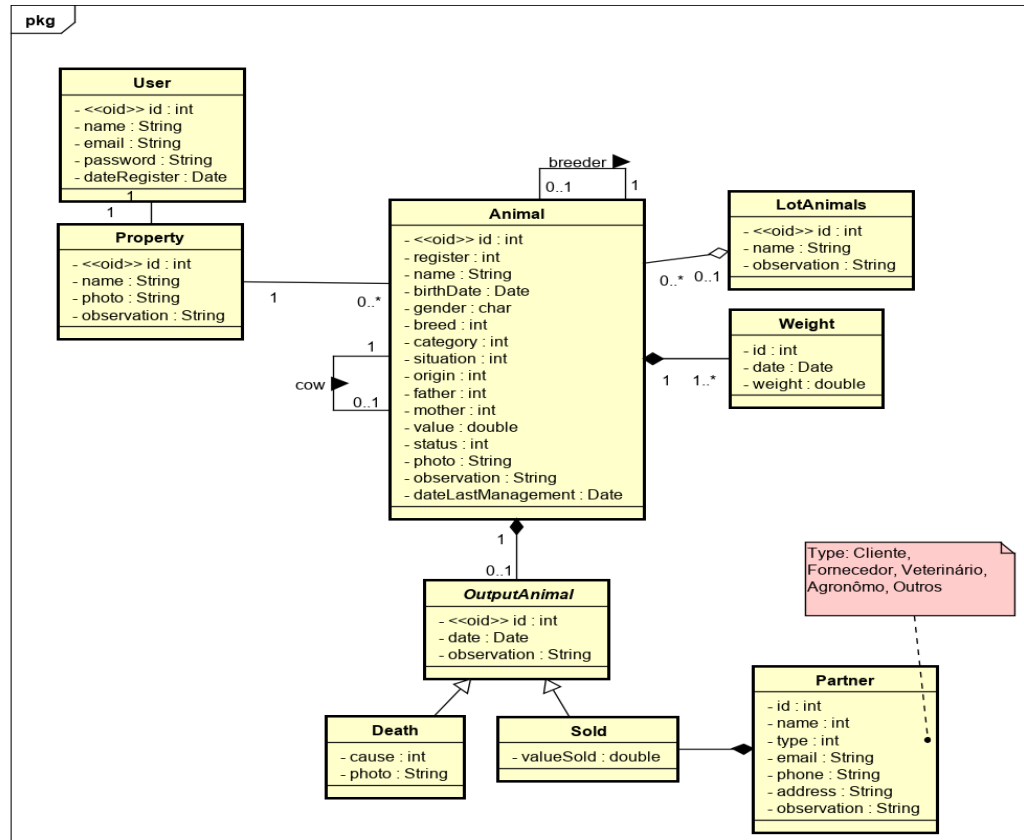 pkg
User
- <<oid>> id : int
- name : String
- email : String
- password : String
- dateRegister : Date
1
1
Property
- <<oid>> id : int
- name : String
- photo : String
- observation : String
1
0..*
breeder
0..1
1
Animal
- <<oid>> id : int
- register : int
- name : String
- birthDate : Date
- gender : char
- breed : int
- category : int
- situation : int
- origin : int
- father : int
- mother : int
- value : double
- status : int
- photo : String
- observation : String
- dateLastManagement : Date
1
cow
0..1
LotAnimals
- <<oid>> id : int
- name : String
- observation : String
0..*
0..1
Weight
- id : int
- date : Date
- weight : double
1
1..*
1
0..1
OutputAnimal
- <<oid>> id : int
- date : Date
- observation : String
Death
- cause : int
- photo : String
Sold
- valueSold : double
Type: Cliente,
Fornecedor, Veterinário,
Agronômo, Outros
Partner
- id : int
- name : int
- type : int
- email : String
- phone : String
- address : String
- observation : String